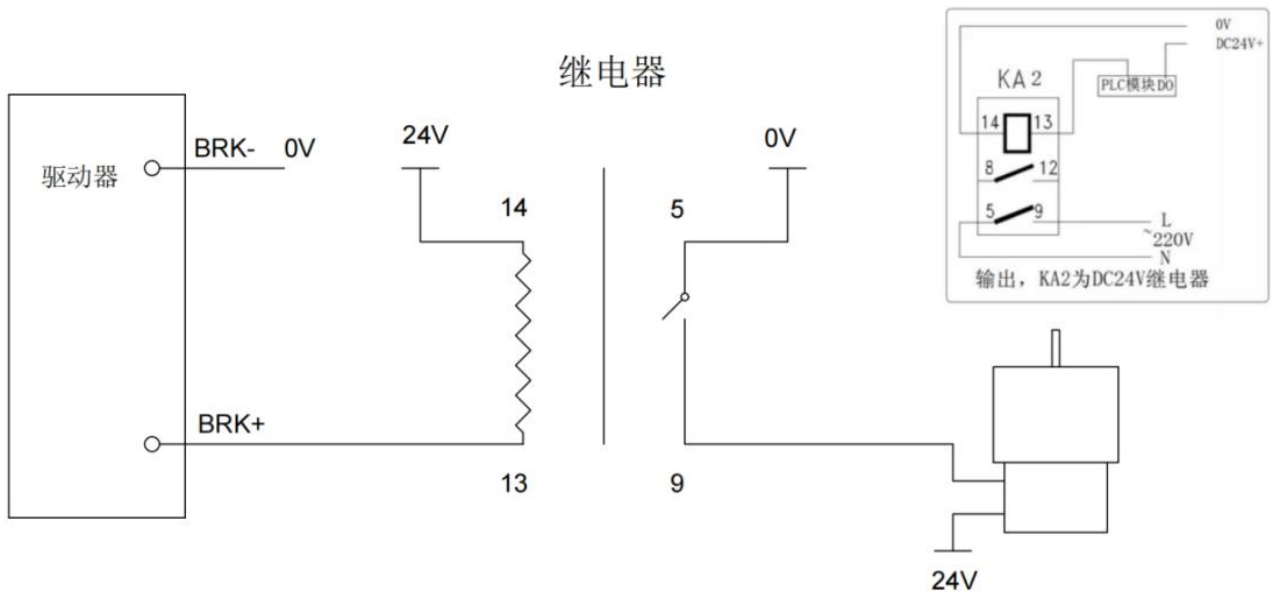 继电器
驱动器
BRK- 0V
24V
14
5
0V
BRK+
13
9
24V
0V
DC24V+
KA2
PLC模块DO
14 13
8 12
5 9
L
~220V
N
输出，KA2为DC24V继电器